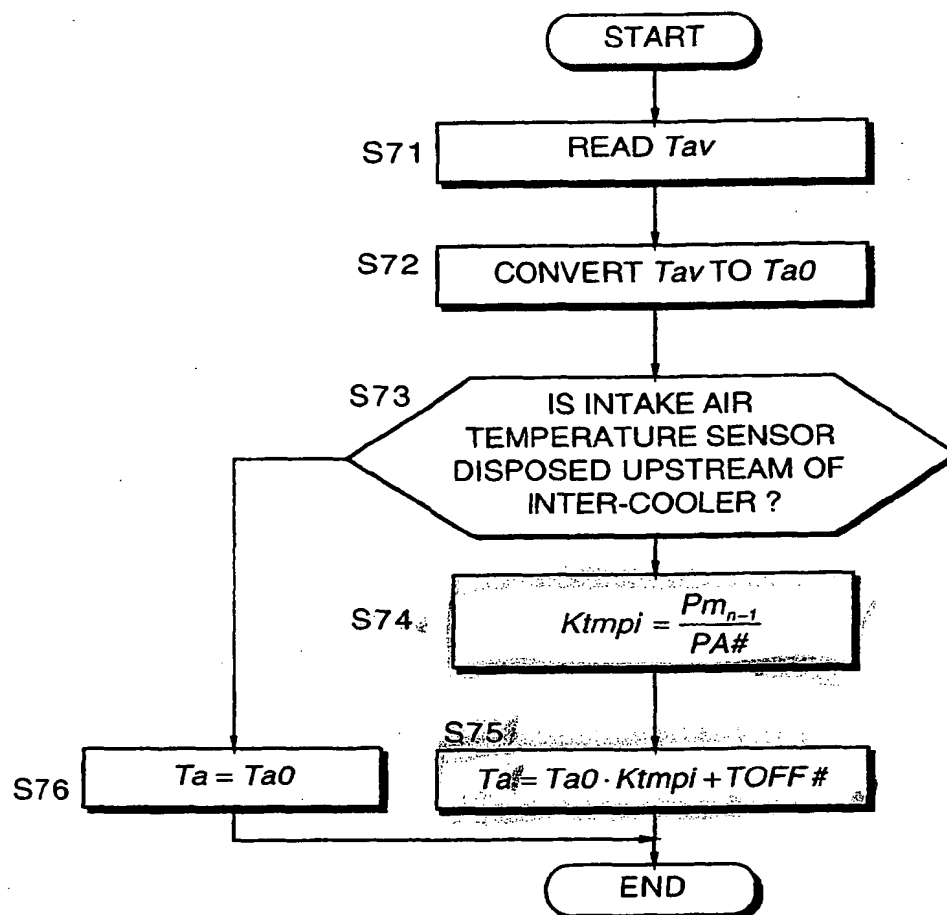 START
S71
READ Tav
S72
CONVERT Tav TO Ta0
S73
IS INTAKE AIR
TEMPERATURE SENSOR
DISPOSED UPSTREAM OF
INTER-COOLER ?
S74
Ktmpi = Pm_{n-1} / PA#
S75
Ta = Ta0 · Ktmpi + TOFF #
S76
Ta = Ta0
END